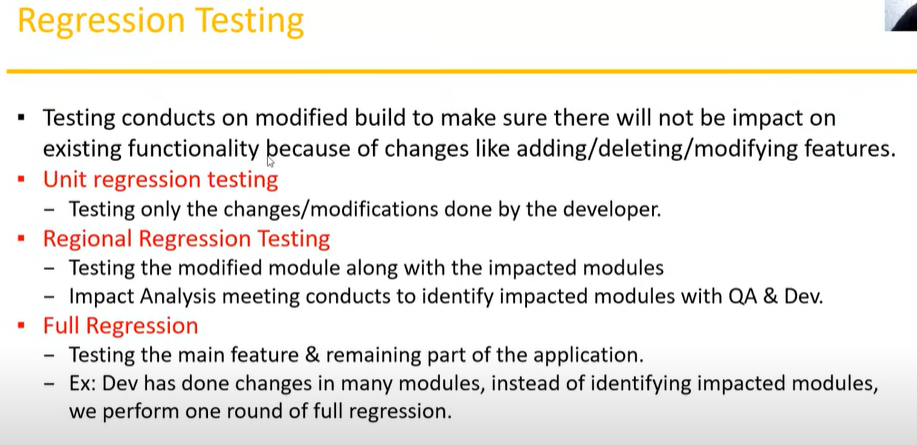 Regression Testing
▪ Testing conducts on modified build to make sure there will not be impact on
existing functionality because of changes like adding/deleting/modifying features.
▪ Unit regression testing
– Testing only the changes/modifications done by the developer.
▪ Regional Regression Testing
– Testing the modified module along with the impacted modules
– Impact Analysis meeting conducts to identify impacted modules with QA & Dev.
▪ Full Regression
– Testing the main feature & remaining part of the application.
– Ex: Dev has done changes in many modules, instead of identifying impacted modules,
we perform one round of full regression.